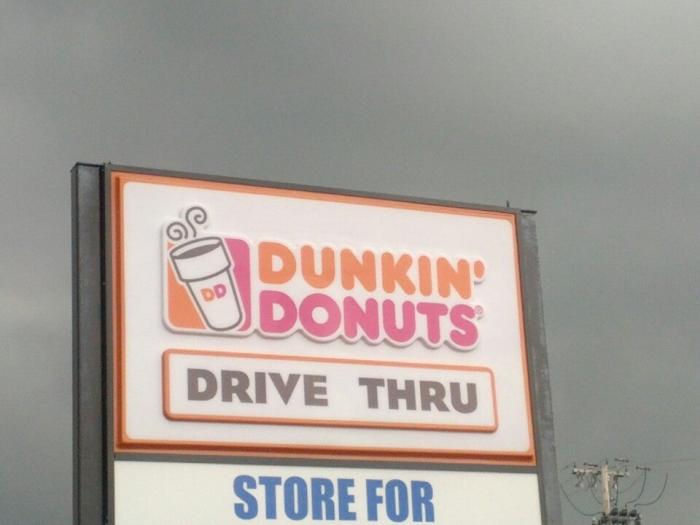 DD
DUNKIN'
DONUTS®
DRIVE THRU
STORE FOR